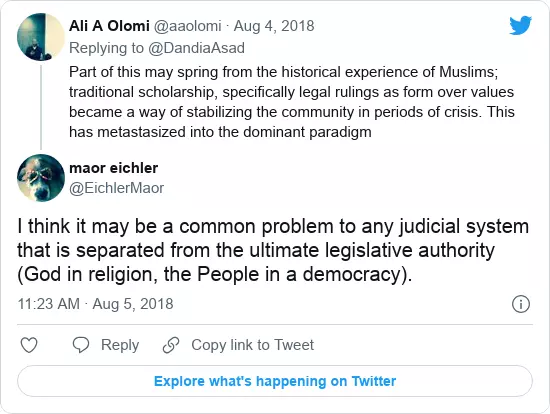 Ali A Olomi @aaolomi · Aug 4, 2018
Replying to @DandiaAsad
Part of this may spring from the historical experience of Muslims;
traditional scholarship, specifically legal rulings as form over values
became a way of stabilizing the community in periods of crisis. This
has metastasized into the dominant paradigm
maor eichler
@EichlerMaor
I think it may be a common problem to any judicial system
that is separated from the ultimate legislative authority
(God in religion, the People in a democracy).
11:23 AM · Aug 5, 2018
Reply
Copy link to Tweet
Explore what's happening on Twitter